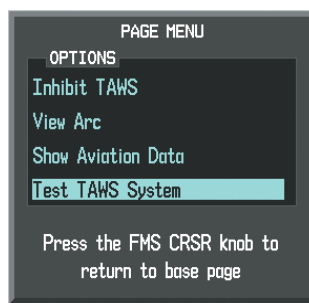 PAGE MENU
OPTIONS
Inhibit TAWS
View Arc
Show Aviation Data
Test TAWS System
Press the FMS CRSR knob to
return to base page